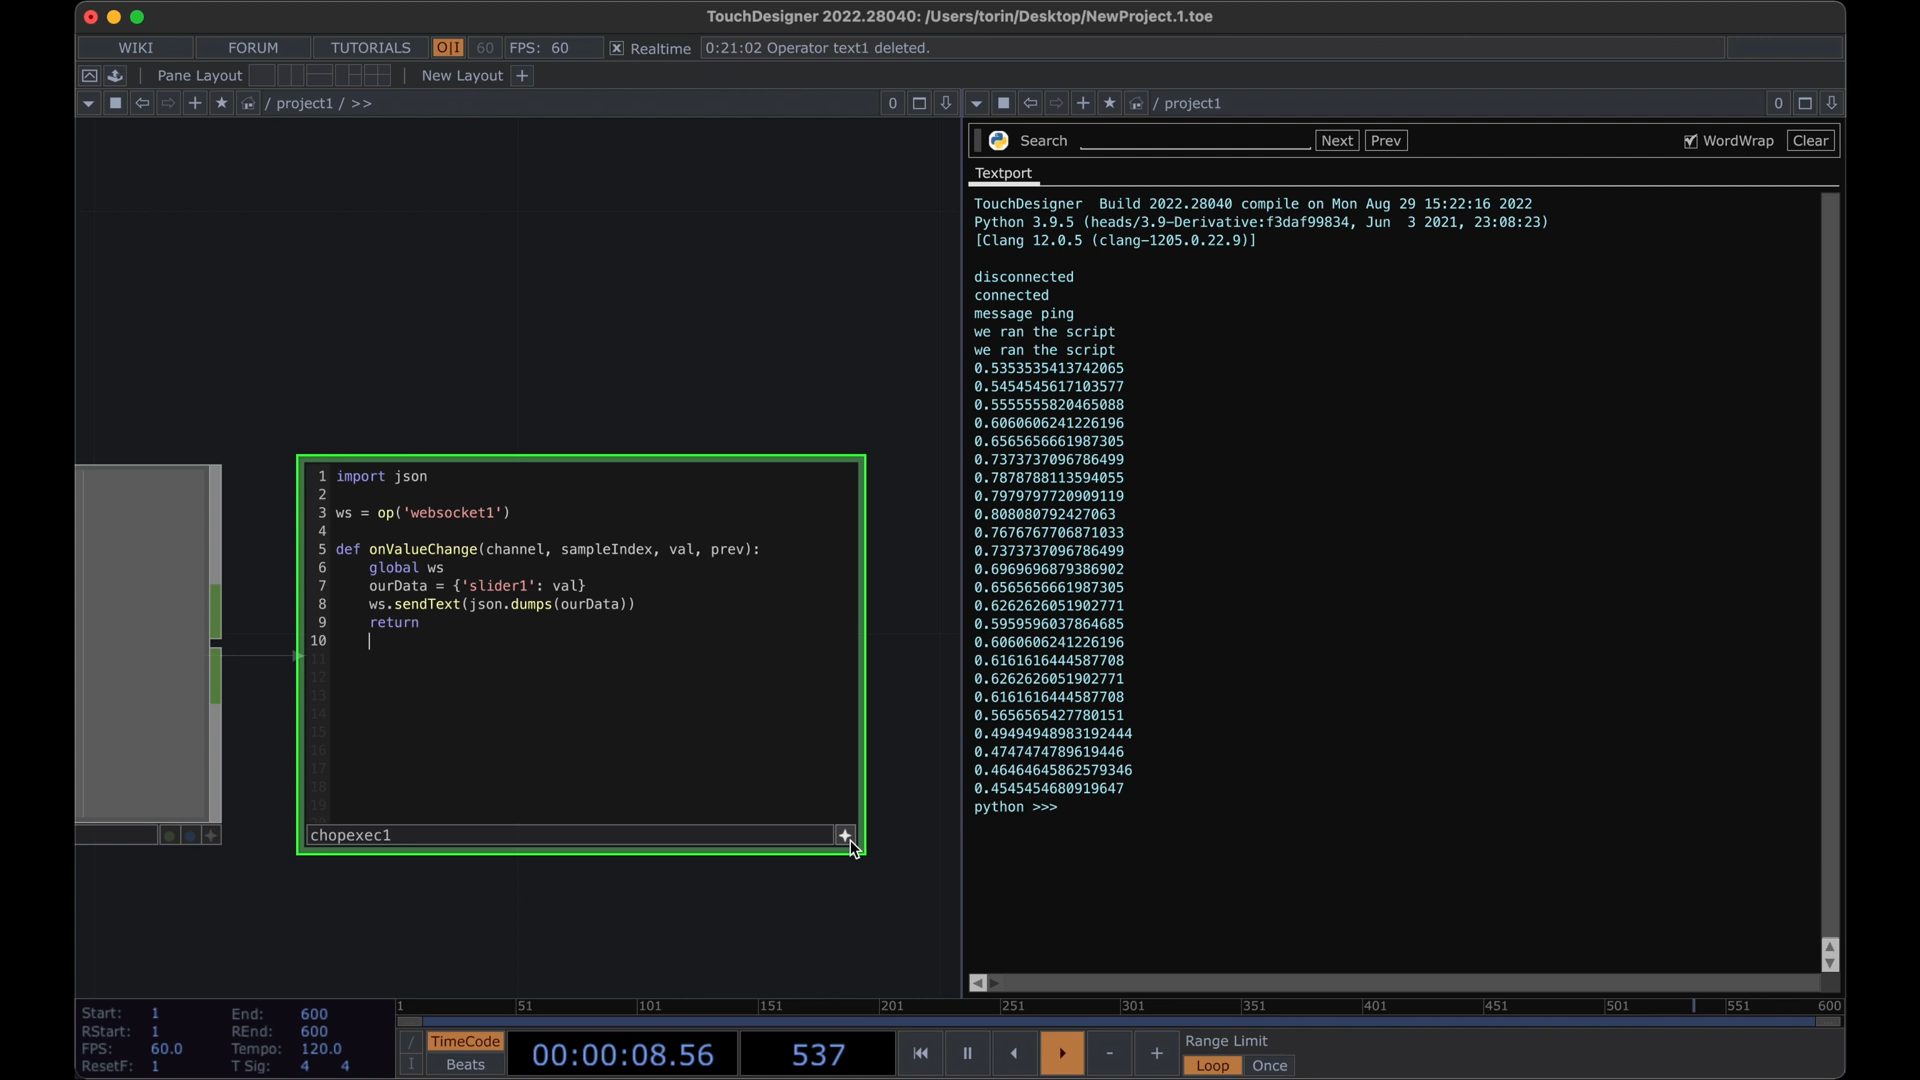 TouchDesigner 2022.28040: /Users/torin/Desktop/NewProject.1.toe
WIKI FORUM TUTORIALS O|I 60 FPS: 60 Realtime 0:21:02 Operator text1 deleted.
Pane Layout New Layout +
/ project1 / >> 0
/ project1 0
Search Next Prev WordWrap Clear
Textport
TouchDesigner Build 2022.28040 compile on Mon Aug 29 15:22:16 2022
Python 3.9.5 (heads/3.9-Derivative:f3daf99834, Jun 3 2021, 23:08:23)
[Clang 12.0.5 (clang-1205.0.22.9)]
disconnected
connected
message ping
we ran the script
we ran the script
0.5353535413742065
0.5454545617103577
0.5555555820465088
0.6060606241226196
0.6565656661987305
0.7373737096786499
0.7878788113594055
0.7979797720909119
0.808080792427063
0.7676767706871033
0.7373737096786499
0.6969696879386902
0.6565656661987305
0.6262626051902771
0.5959596037864685
0.6060606241226196
0.6161616444587708
0.6262626051902771
0.6161616444587708
0.5656565427780151
0.49494948983192444
0.4747474789619446
0.46464645862579346
0.4545454680919647
python >>>
1 import json
2
3 ws = op('websocket1')
4
5 def onValueChange(channel, sampleIndex, val, prev):
6 global ws
7 ourData = {'slider1': val}
8 ws.sendText(json.dumps(ourData))
9 return
10
11
12
13
14
15
16
17
18
19
chopexec1
1 51 101 151 201 251 301 351 401 451 501 551 600
Start: 1 End: 600
RStart: 1 REnd: 600
FPS: 60.0 Tempo: 120.0
ResetF: 1 T Sig: 4 4
/ TimeCode
I Beats
00:00:08.56 537
- +
Range Limit
Loop Once